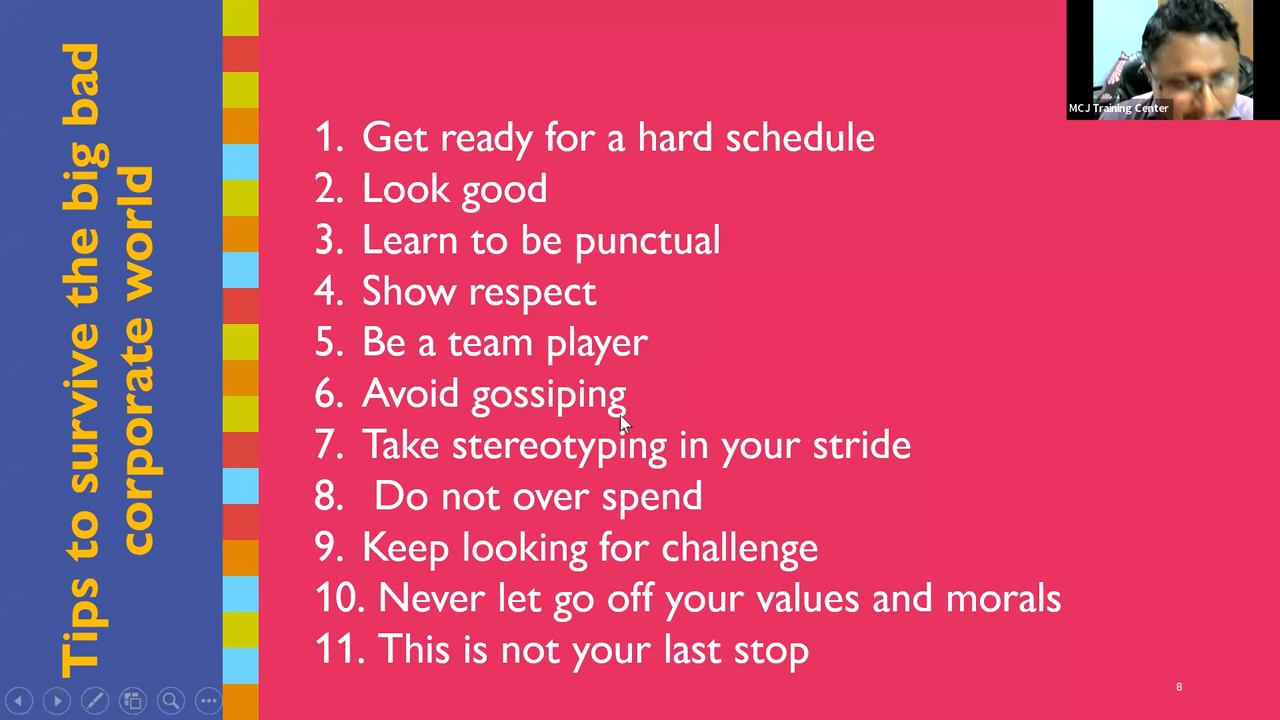 Tips to survive the big bad
corporate world
MCJ Training Center
1. Get ready for a hard schedule
2. Look good
3. Learn to be punctual
4. Show respect
5. Be a team player
6. Avoid gossiping
7. Take stereotyping in your stride
8. Do not over spend
9. Keep looking for challenge
10. Never let go off your values and morals
11. This is not your last stop
8